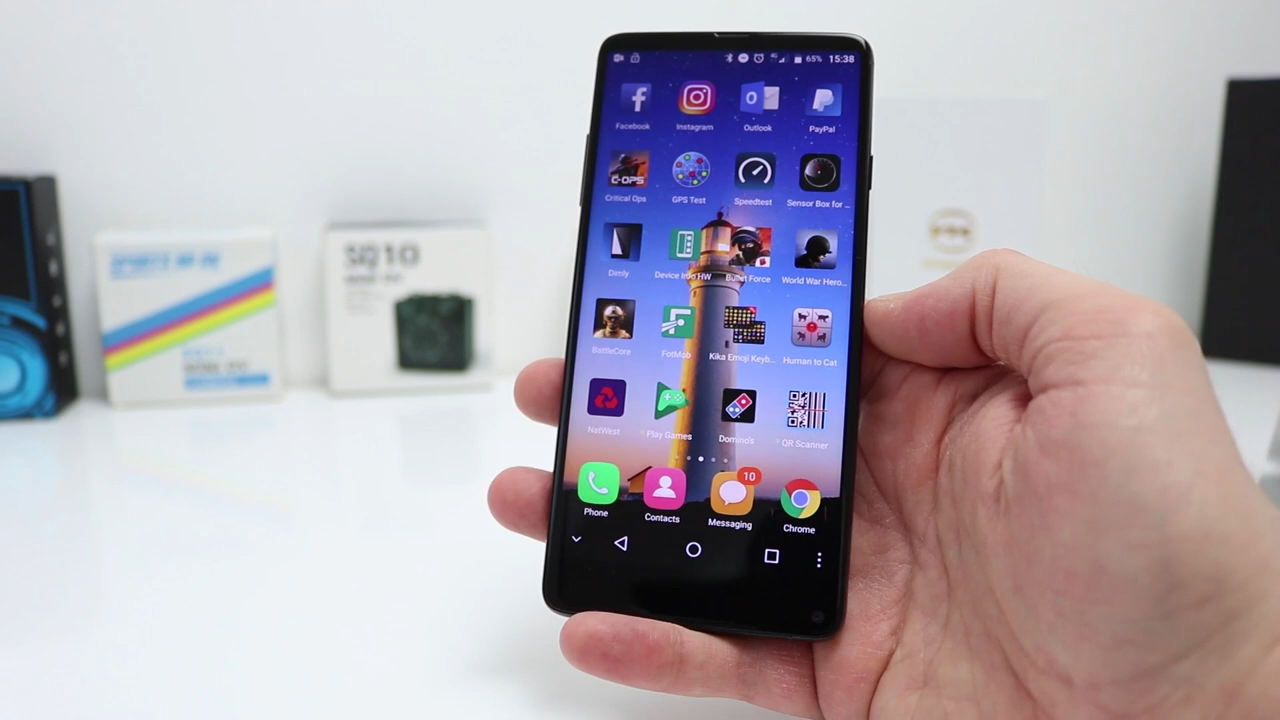 65% 15:38
Facebook Instagram Outlook PayPal
C-OPS
Critical Ops GPS Test Speedtest Sensor Box for ...
Dimly Device Info HW Bullet Force World War Hero...
BattleCore FotMob Kika Emoji Keyb... Human to Cat
NatWest Play Games Domino's QR Scanner
10
Phone Contacts Messaging Chrome
SQ10